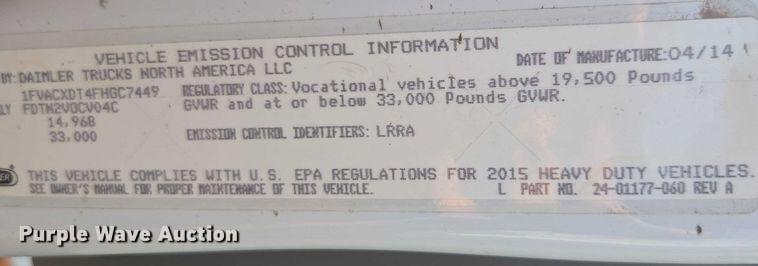 VEHICLE EMISSION CONTROL INFORMATION
BY: DAIMLER TRUCKS NORTH AMERICA LLC DATE OF MANUFACTURE: 04/14
1FVACXDT4FHGC7449 REGULATORY CLASS: Vocational vehicles above 19,500 Pounds
LY FDTN2VOCV04C GVWR and at or below 33,000 Pounds GVWR.
14,968
33,000 EMISSION CONTROL IDENTIFIERS: LRRA
THIS VEHICLE COMPLIES WITH U.S. EPA REGULATIONS FOR 2015 HEAVY DUTY VEHICLES.
SEE OWNER'S MANUAL FOR PROPER MAINTENANCE OF THIS VEHICLE. L PART NO. 24-01177-060 REV A
Purple Wave Auction